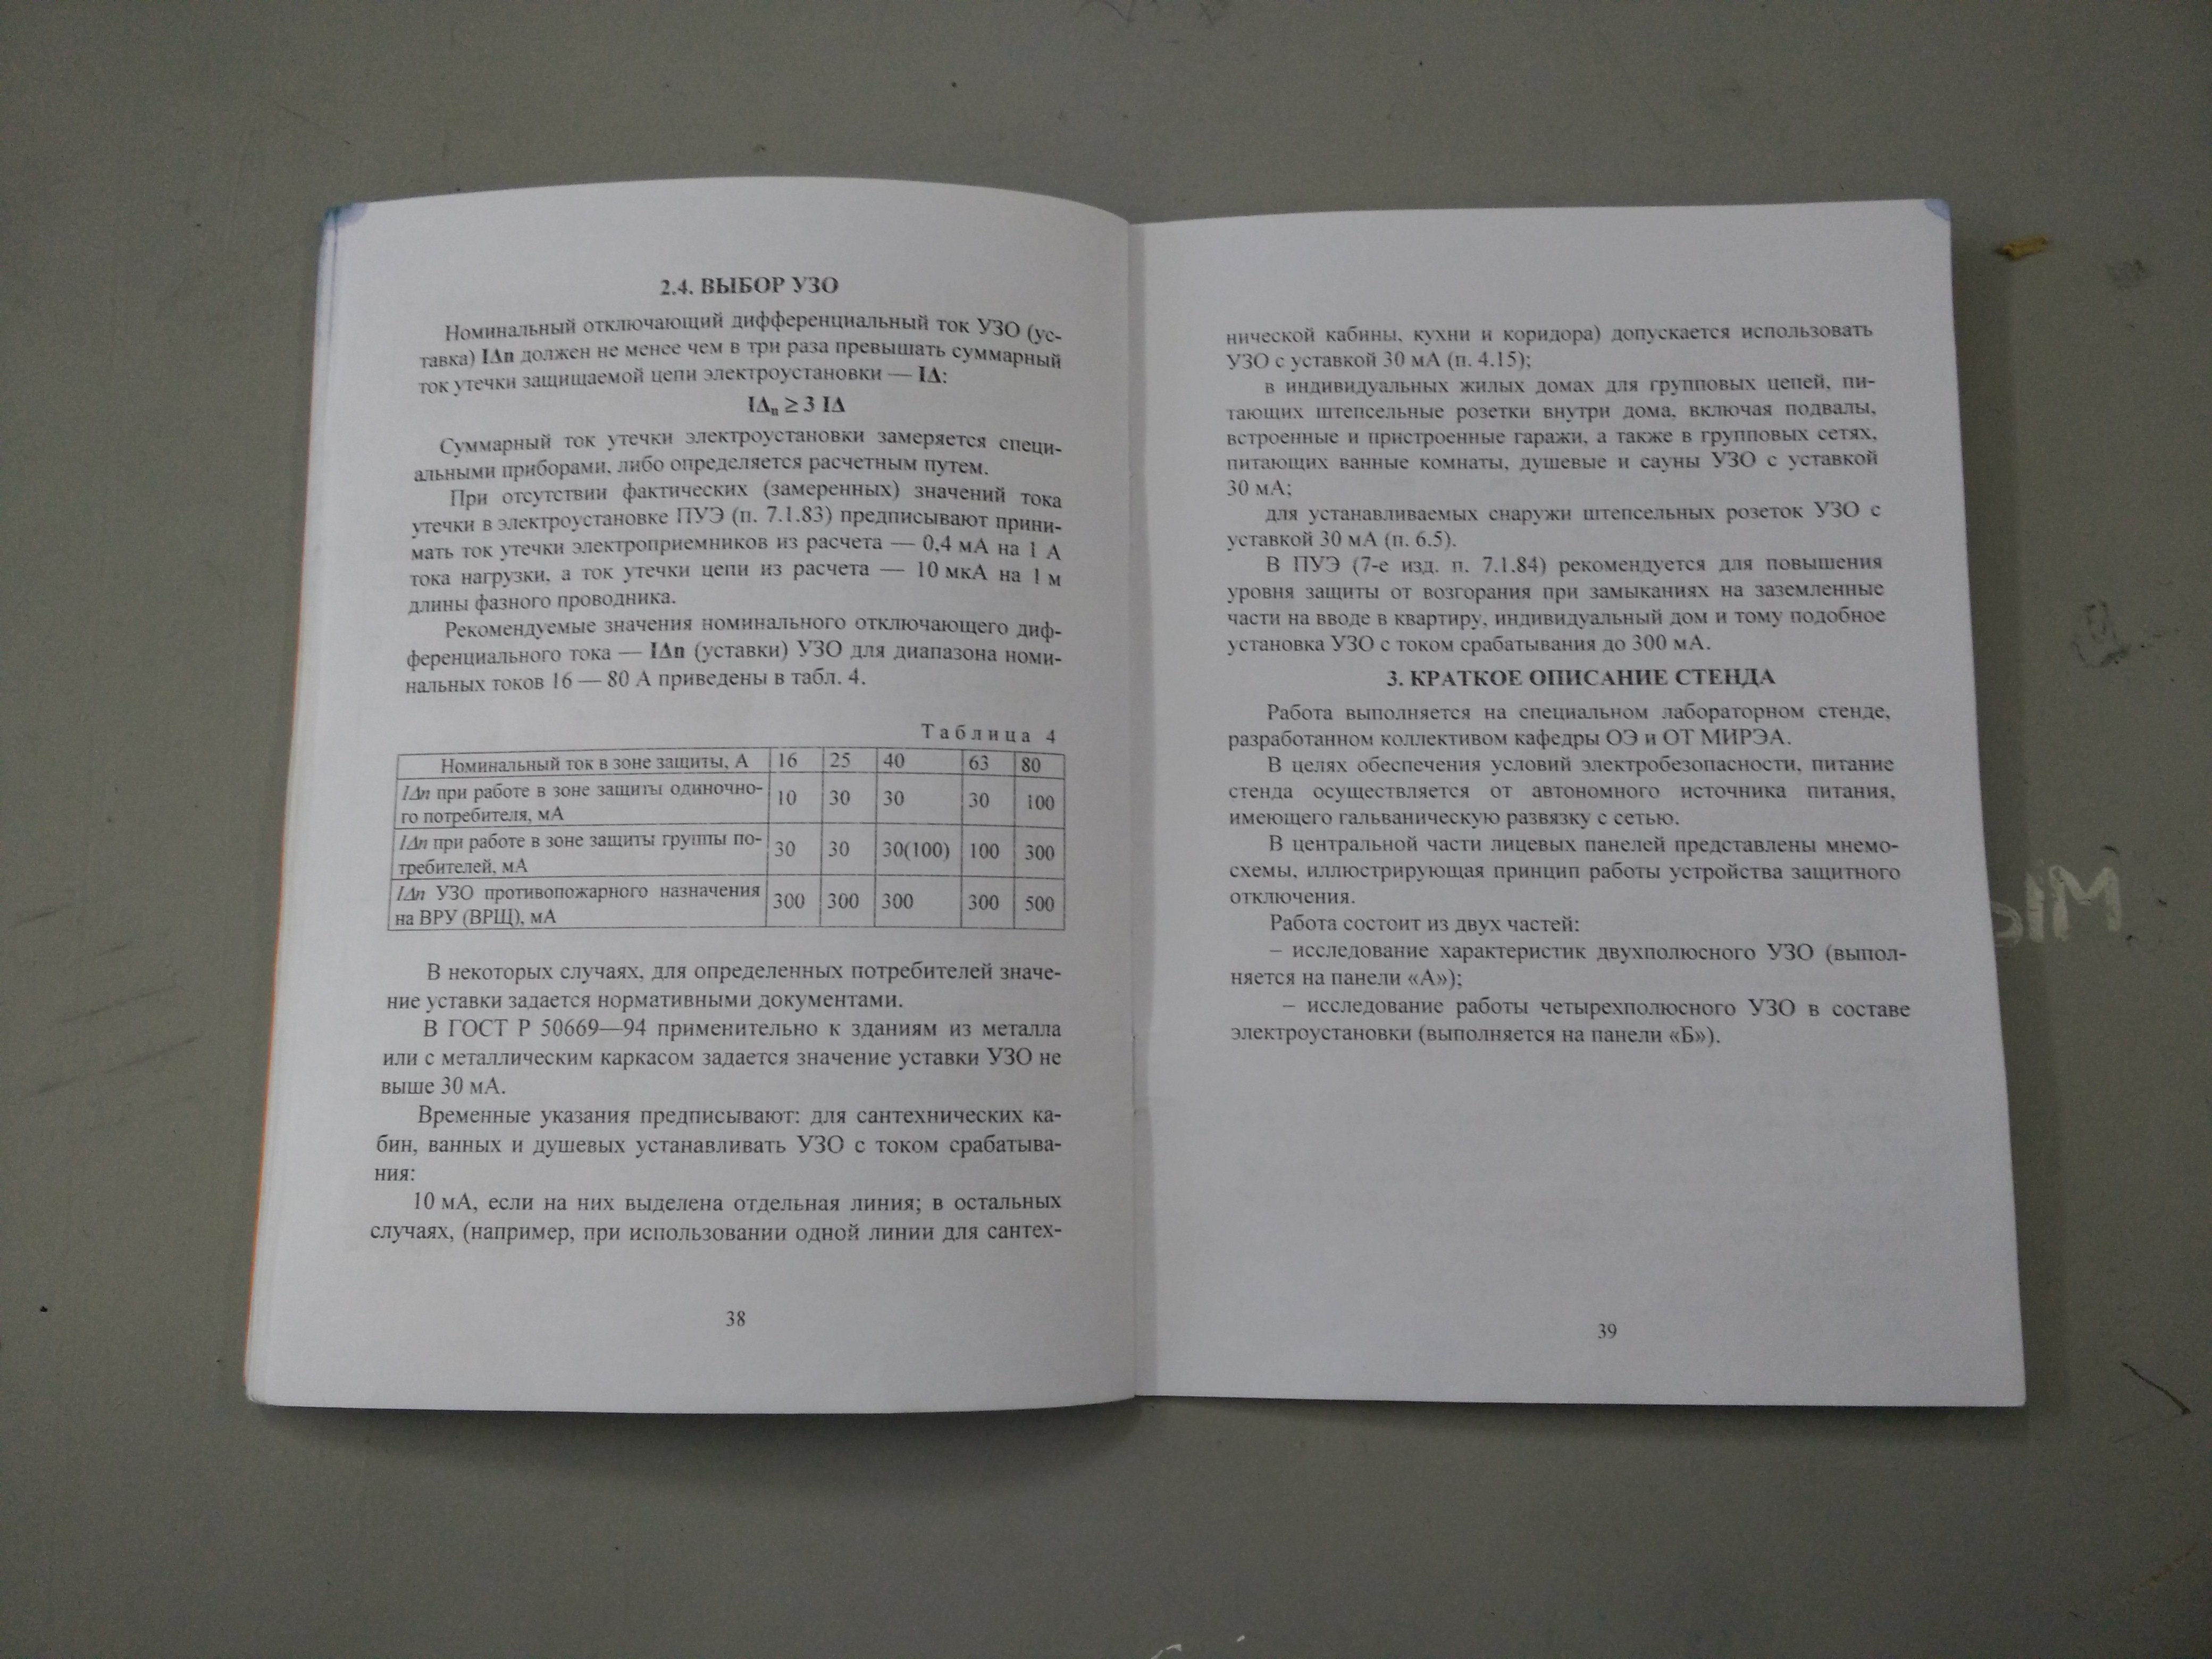 2.4. ВЫБОР УЗО
Номинальный отключающий дифференциальный ток УЗО (ус-
тавка) IΔn должен не менее чем в три раза превышать суммарный
ток утечки защищаемой цепи электроустановки — IΔ:
IΔn ≥ 3 IΔ
Суммарный ток утечки электроустановки замеряется специ-
альными приборами, либо определяется расчетным путем.
При отсутствии фактических (замеренных) значений тока
утечки в электроустановке ПУЭ (п. 7.1.83) предписывают прини-
мать ток утечки электроприемников из расчета — 0,4 мА на 1 А
тока нагрузки, а ток утечки цепи из расчета — 10 мкА на 1 м
длины фазного проводника.
Рекомендуемые значения номинального отключающего диф-
ференциального тока — IΔn (уставки) УЗО для диапазона номи-
нальных токов 16 — 80 А приведены в табл. 4.
Таблица 4
Номинальный ток в зоне защиты, А 16 25 40 63 80
IΔn при работе в зоне защиты одиночно-
го потребителя, мА 10 30 30 30 100
IΔn при работе в зоне защиты группы по-
требителей, мА 30 30 30(100) 100 300
IΔn УЗО противопожарного назначения
на ВРУ (ВРЩ), мА 300 300 300 300 500
В некоторых случаях, для определенных потребителей значе-
ние уставки задается нормативными документами.
В ГОСТ Р 50669—94 применительно к зданиям из металла
или с металлическим каркасом задается значение уставки УЗО не
выше 30 мА.
Временные указания предписывают: для сантехнических ка-
бин, ванных и душевых устанавливать УЗО с током срабатыва-
ния:
10 мА, если на них выделена отдельная линия; в остальных
случаях, (например, при использовании одной линии для сантех-
38
нической кабины, кухни и коридора) допускается использовать
УЗО с уставкой 30 мА (п. 4.15);
в индивидуальных жилых домах для групповых цепей, пи-
тающих штепсельные розетки внутри дома, включая подвалы,
встроенные и пристроенные гаражи, а также в групповых сетях,
питающих ванные комнаты, душевые и сауны УЗО с уставкой
30 мА;
для устанавливаемых снаружи штепсельных розеток УЗО с
уставкой 30 мА (п. 6.5).
В ПУЭ (7-е изд. п. 7.1.84) рекомендуется для повышения
уровня защиты от возгорания при замыканиях на заземленные
части на вводе в квартиру, индивидуальный дом и тому подобное
установка УЗО с током срабатывания до 300 мА.
3. КРАТКОЕ ОПИСАНИЕ СТЕНДА
Работа выполняется на специальном лабораторном стенде,
разработанном коллективом кафедры ОЭ и ОТ МИРЭА.
В целях обеспечения условий электробезопасности, питание
стенда осуществляется от автономного источника питания,
имеющего гальваническую развязку с сетью.
В центральной части лицевых панелей представлены мнемо-
схемы, иллюстрирующая принцип работы устройства защитного
отключения.
Работа состоит из двух частей:
– исследование характеристик двухполюсного УЗО (выпол-
няется на панели «А»);
– исследование работы четырехполюсного УЗО в составе
электроустановки (выполняется на панели «Б»).
39